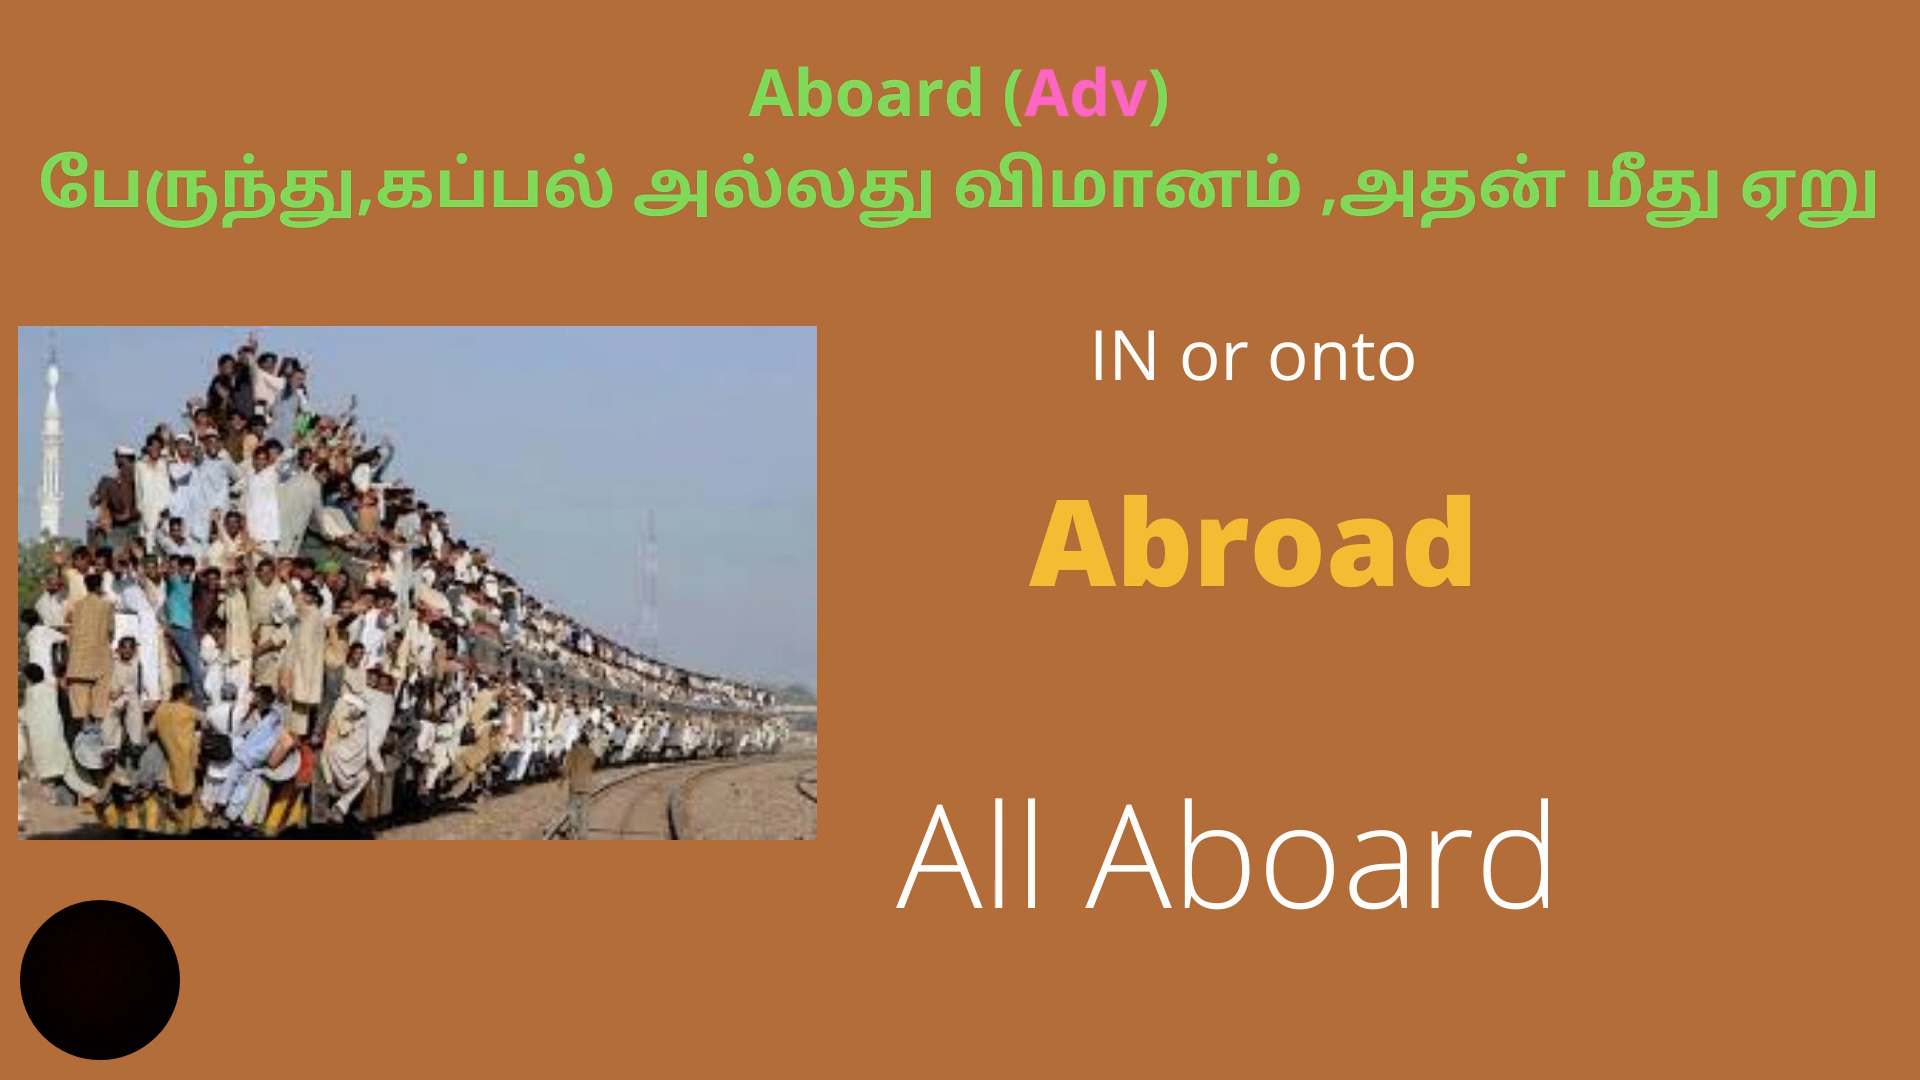 Aboard (Adv)
பேருந்து,கப்பல் அல்லது விமானம் ,அதன் மீது ஏறு
IN or onto
Abroad
All Aboard